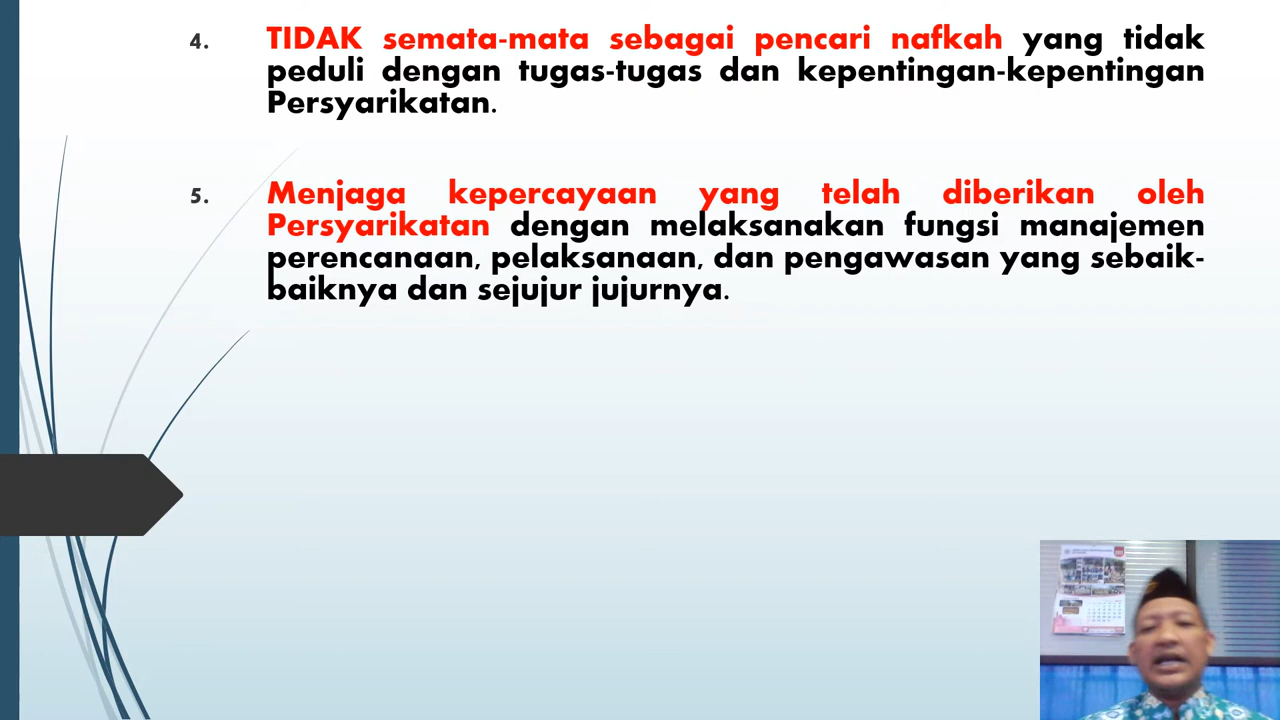 4. TIDAK semata-mata sebagai pencari nafkah yang tidak
peduli dengan tugas-tugas dan kepentingan-kepentingan
Persyarikatan.
5. Menjaga kepercayaan yang telah diberikan oleh
Persyarikatan dengan melaksanakan fungsi manajemen
perencanaan, pelaksanaan, dan pengawasan yang sebaik-
baiknya dan sejujur jujurnya.